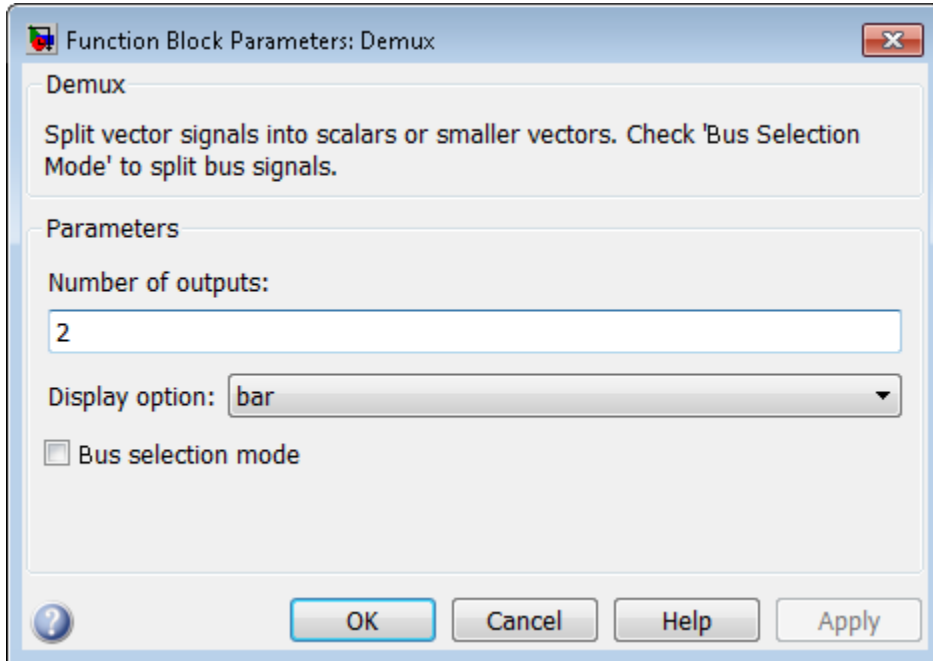 Function Block Parameters: Demux
Demux
Split vector signals into scalars or smaller vectors. Check 'Bus Selection
Mode' to split bus signals.
Parameters
Number of outputs:
2
Display option: bar
Bus selection mode
? OK Cancel Help Apply